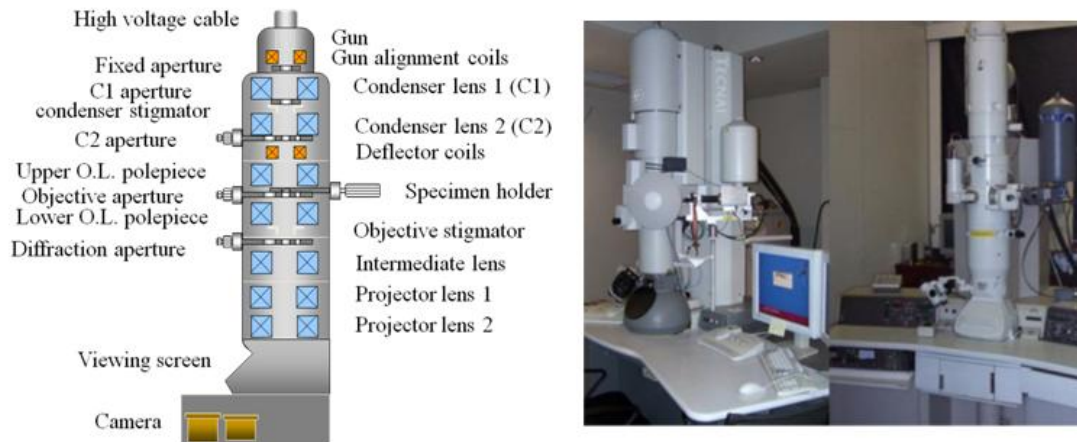 High voltage cable
Gun
Gun alignment coils
Fixed aperture
C1 aperture
Condenser lens 1 (C1)
condenser stigmator
C2 aperture
Condenser lens 2 (C2)
Deflector coils
Upper O.L. polepiece
Objective aperture
Specimen holder
Lower O.L. polepiece
Diffraction aperture
Objective stigmator
Intermediate lens
Projector lens 1
Projector lens 2
Viewing screen
Camera
TECNAI